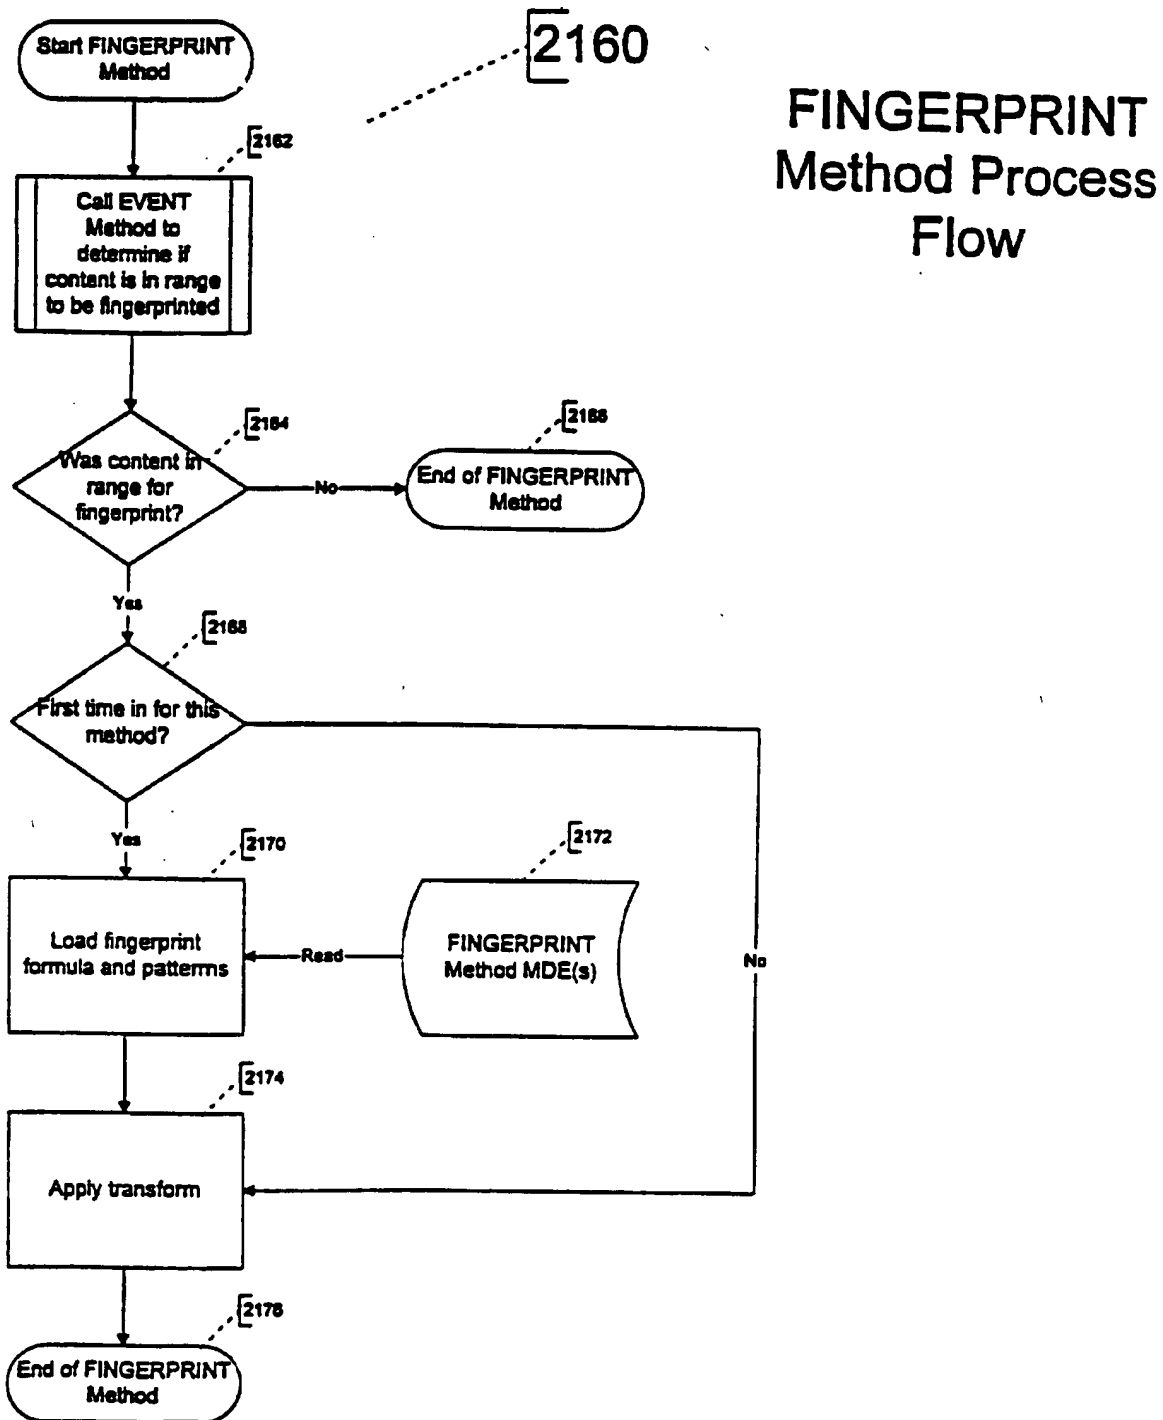 2160
FINGERPRINT
Method Process
Flow
Start FINGERPRINT
Method
2162
Call EVENT
Method to
determine if
content is in range
to be fingerprinted
2164
Was content in
range for
fingerprint?
No
2166
End of FINGERPRINT
Method
Yes
2168
First time in for this
method?
Yes
No
2170
Load fingerprint
formula and patterns
Read
2172
FINGERPRINT
Method MDE(s)
2174
Apply transform
2176
End of FINGERPRINT
Method